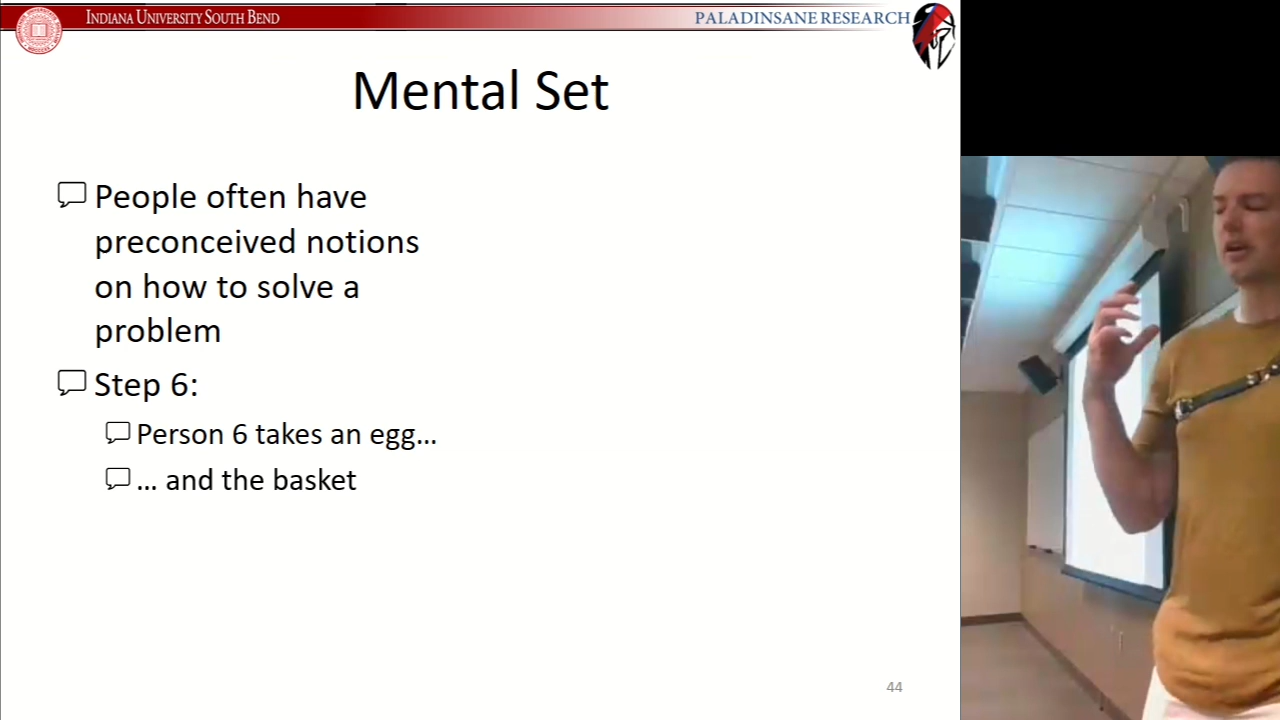 INDIANA UNIVERSITY SOUTH BEND
PALADINSANE RESEARCH
Mental Set
People often have
preconceived notions
on how to solve a
problem
Step 6:
Person 6 takes an egg…
… and the basket
44